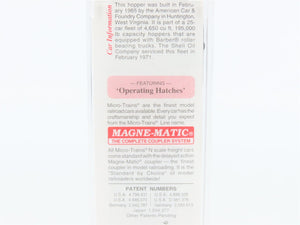 Car Information
This hopper was built in Febru-
ary 1965 by the American Car &
Foundry Company in Huntington,
West Virginia. It is part of a 25-
car fleet of 4,650 cu ft, 195,000
lb capacity hoppers that are
equipped with Barber® roller
bearing trucks. The Shell Oil
Company serviced this fleet in
February 1971.
—FEATURING—
'Operating Hatches'
Micro-Trains® are the finest model
railroad cars available. Every car has the
craftsmanship and detail you expect
from the Micro-Trains® Line name.
MAGNE-MATIC®
THE COMPLETE COUPLER SYSTEM
All Micro-Trains® N scale freight cars
come standard with the delayed action
Magne-Matic® coupler—the finest
coupler in model railroading. It is the
"Standard by Choice" of model
railroaders worldwide!
PATENT NUMBERS
Other Patents Pending